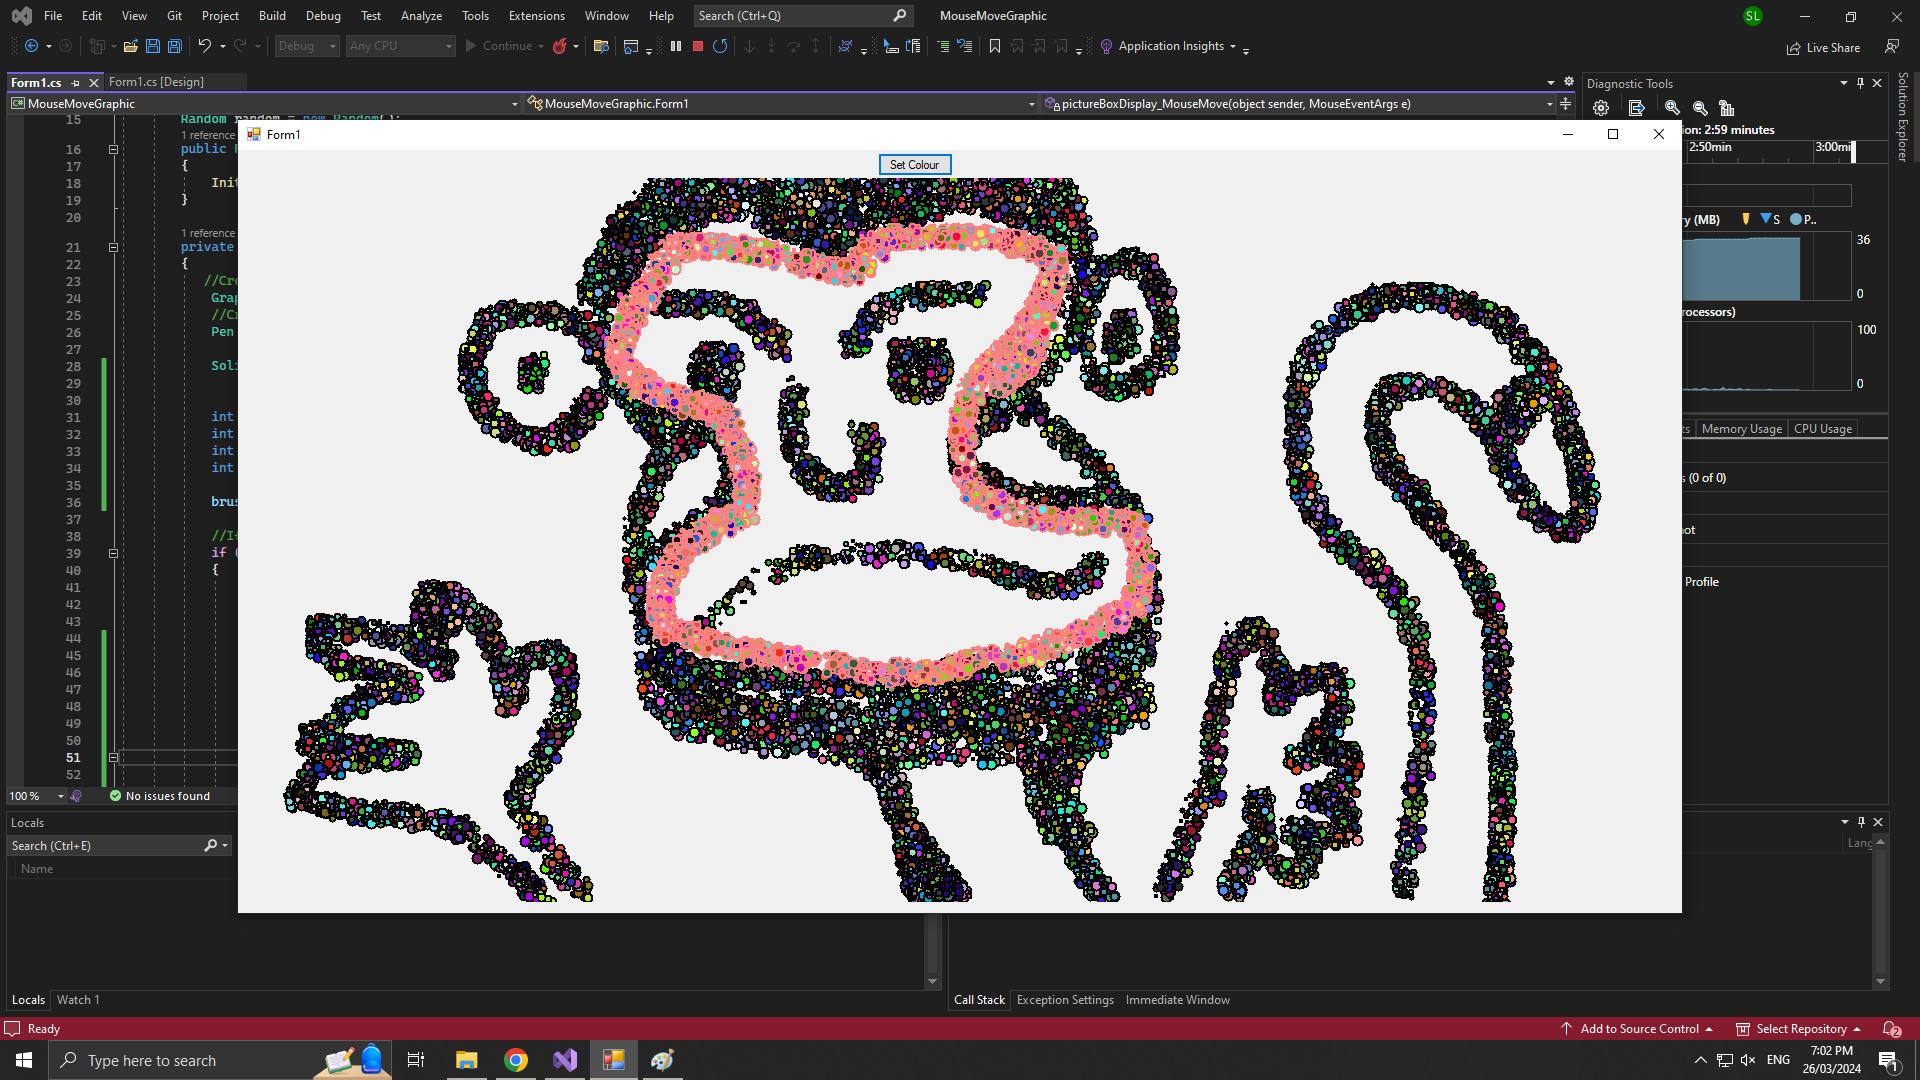 File Edit View Git Project Build Debug Test Analyze Tools Extensions Window Help Search (Ctrl+Q) MouseMoveGraphic SL
Debug Any CPU Continue Application Insights Live Share
Form1.cs Form1.cs [Design] Diagnostic Tools
MouseMoveGraphic MouseMoveGraphic.Form1 pictureBoxDisplay_MouseMove(object sender, MouseEventArgs e)
15 Random random = new Random();
1 reference
16 public
17 {
18 Init
19 }
20
1 reference
21 private
22 {
23 //Cre
24 Grap
25 //Cr
26 Pen
27
28 Soli
29
30
31 int
32 int
33 int
34 int
35
36 brus
37
38 //If
39 if (
40 {
41
42
43
44
45
46
47
48
49
50
51
52
Form1
Set Colour
ion: 2:59 minutes
2:50min 3:00mi
ry (MB) S P..
36
0
rocessors)
100
0
ts Memory Usage CPU Usage
s (0 of 0)
ot
Profile
Solution Explorer
100 % No issues found
Locals
Search (Ctrl+E)
Name
Lang
Locals Watch 1 Call Stack Exception Settings Immediate Window
Ready Add to Source Control Select Repository 2
Type here to search ENG 7:02 PM
26/03/2024 1